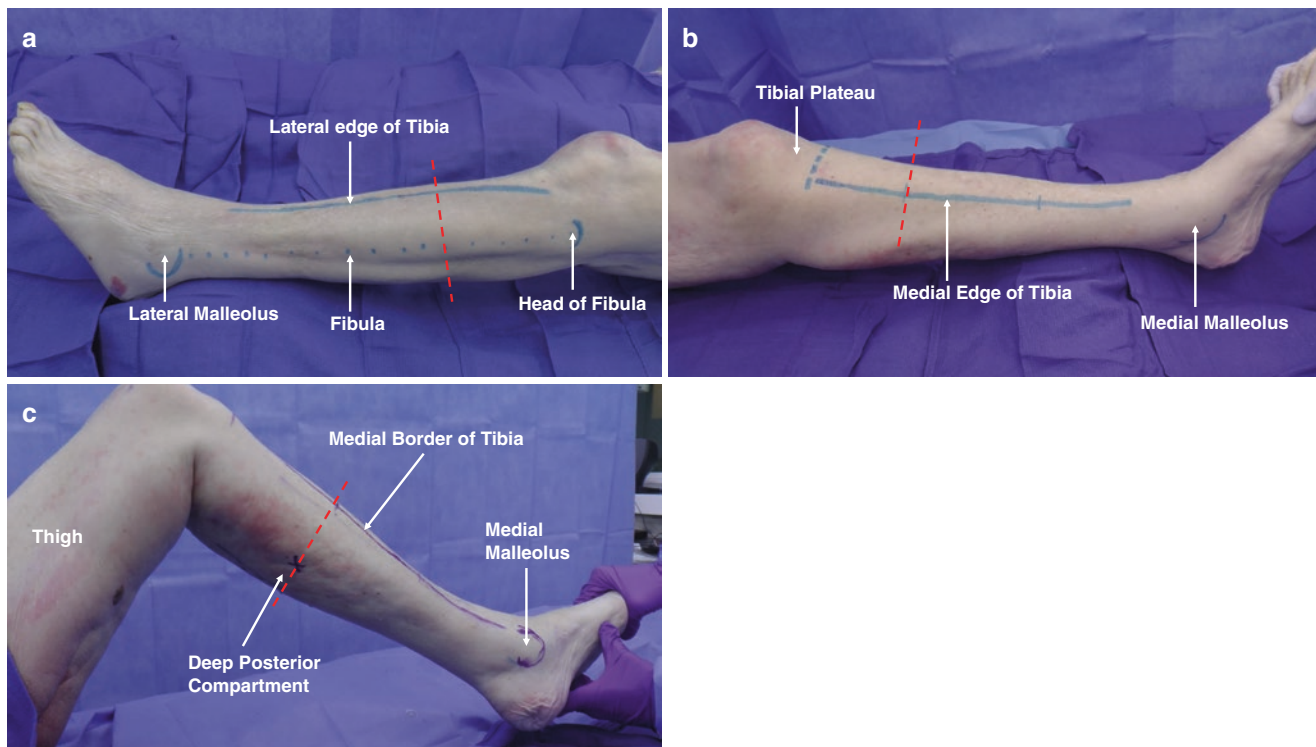 a
Lateral edge of Tibia
Lateral Malleolus
Fibula
Head of Fibula
b
Tibial Plateau
Medial Edge of Tibia
Medial Malleolus
c
Medial Border of Tibia
Thigh
Medial
Malleolus
Deep Posterior
Compartment